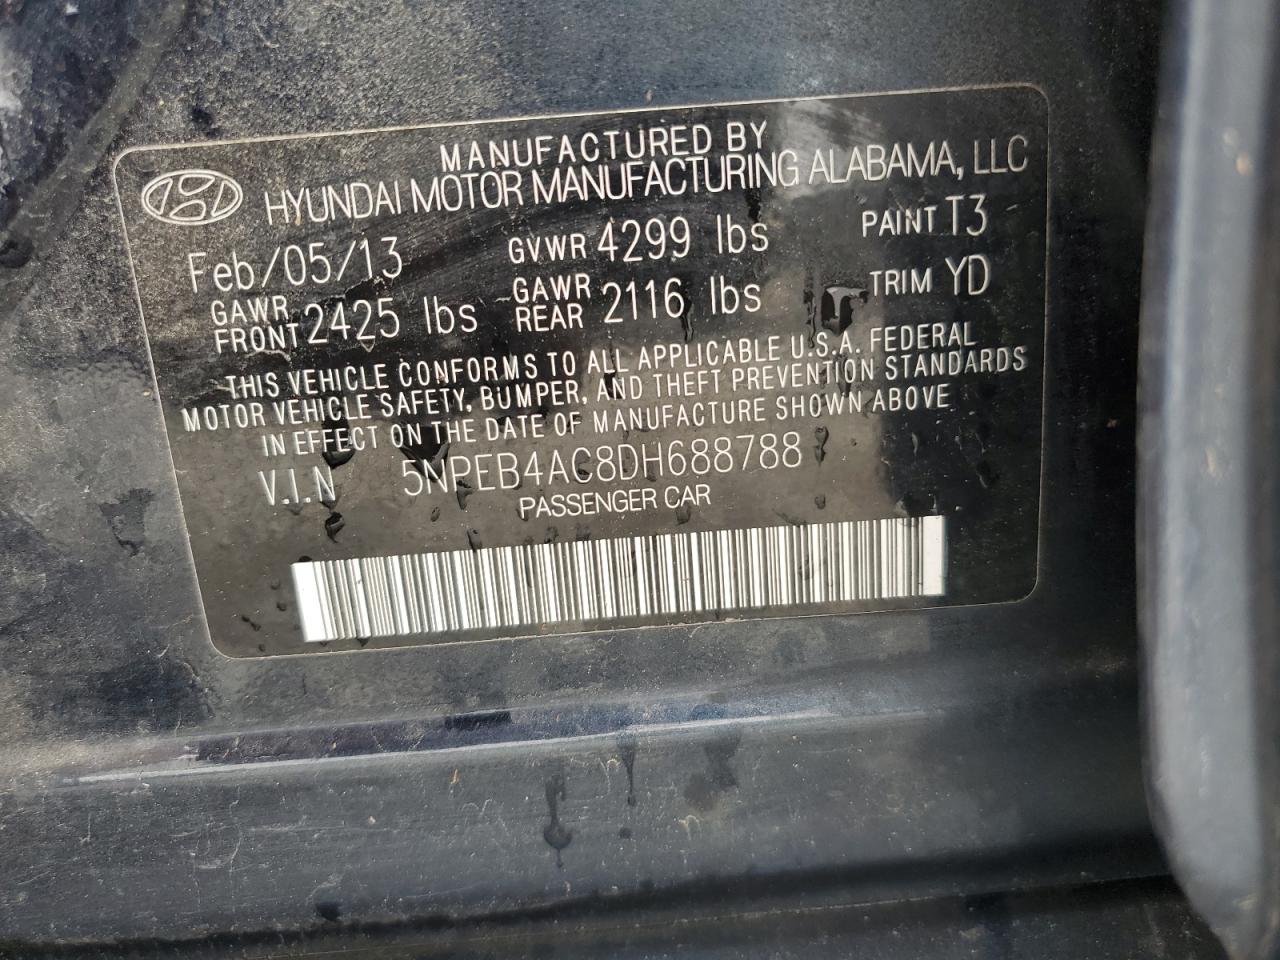 MANUFACTURED BY
HYUNDAI MOTOR MANUFACTURING ALABAMA, LLC
Feb/05/13 GVWR 4299 lbs PAINT T3
GAWR FRONT 2425 lbs GAWR REAR 2116 lbs TRIM YD
THIS VEHICLE CONFORMS TO ALL APPLICABLE U.S.A. FEDERAL
MOTOR VEHICLE SAFETY, BUMPER, AND THEFT PREVENTION STANDARDS
IN EFFECT ON THE DATE OF MANUFACTURE SHOWN ABOVE
V.I.N 5NPEB4AC8DH688788
PASSENGER CAR